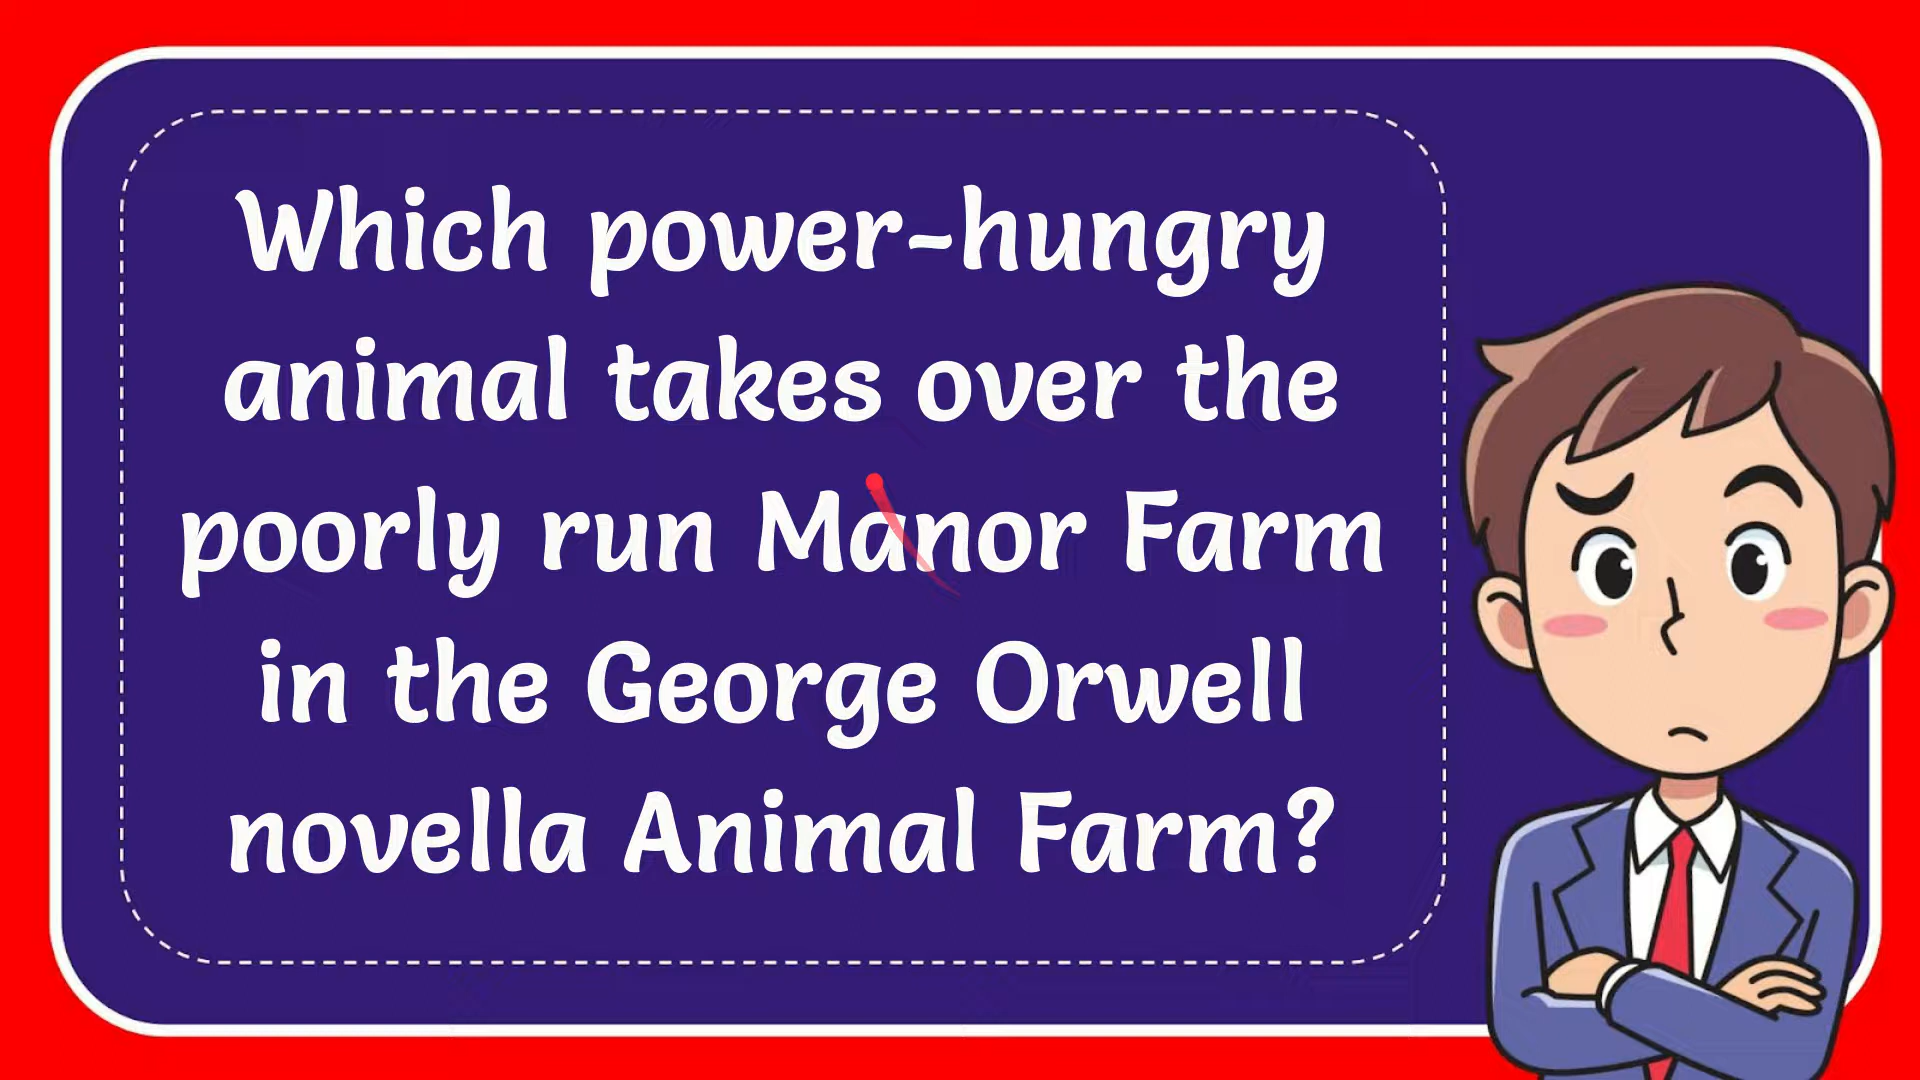 Which power-hungry
animal takes over the
poorly run Manor Farm
in the George Orwell
novella Animal Farm?